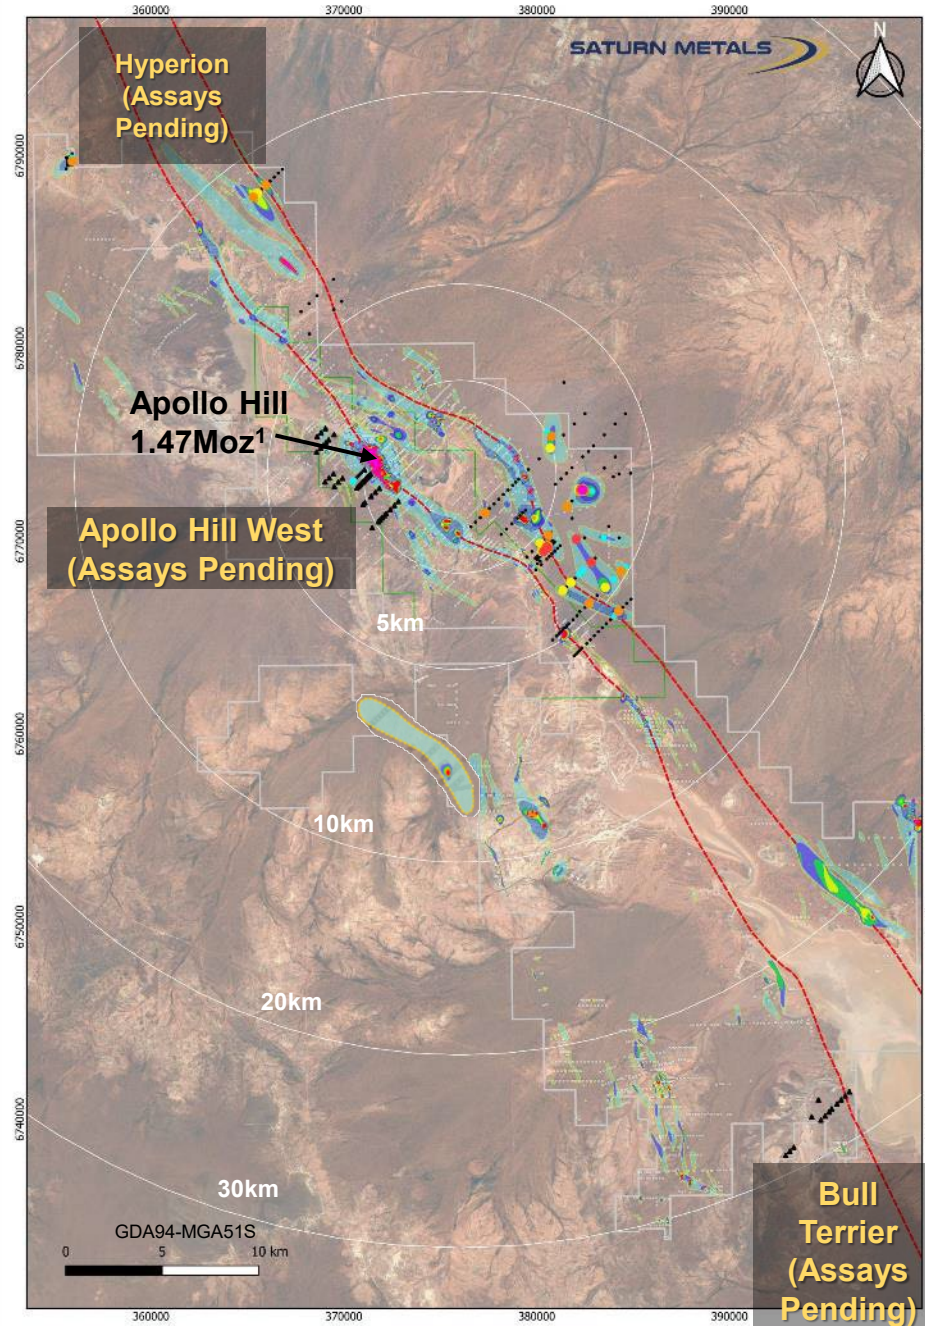 360000
370000
380000
390000
Hyperion
(Assays
Pending)
SATURN METALS
N
6790000
6780000
Apollo Hill
1.47Moz1
Apollo Hill West
(Assays Pending)
6770000
5km
6760000
10km
6750000
20km
6740000
30km
GDA94-MGA51S
0
5
10 km
Bull
Terrier
(Assays
Pending)
360000
370000
380000
390000